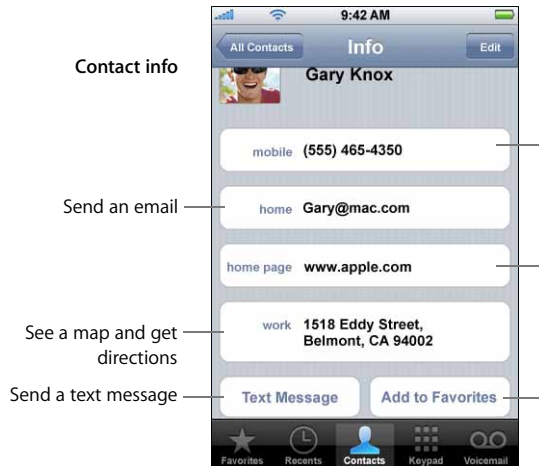 9:42 AM
All Contacts
Info
Edit
Contact info
Gary Knox
mobile (555) 465-4350
Send an email
home Gary@mac.com
home page www.apple.com
See a map and get
directions
work 1518 Eddy Street,
Belmont, CA 94002
Send a text message
Text Message
Add to Favorites
Favorites
Recents
Contacts
Keypad
Voicemail